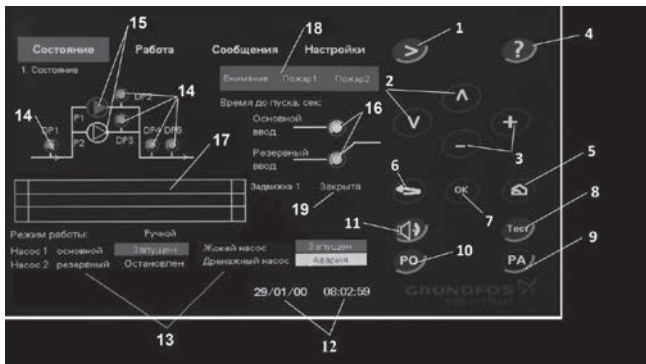 15
18
1
4
Состояние Работа Сообщения Настройки
>
?
1. Состояние
Внимание Пожар1 Пожар2
14
14
DP2
Время до пуска, сек
2
DP1
P1
P2
DP3
DP4 DP5
Основной
ввод
16
Резервный
ввод
17
+
−
3
5
6
OK
7
Задвижка 1 Закрыта
19
8
11
Тест
Режим работы: Ручной
Насос 1 основной Запущен Жокей насос Запущен
Насос 2 резервный Остановлен Дренажный насос Авария
10
9
PO
PA
GRUNDFOS
29/01/00 08:02:59
13
12